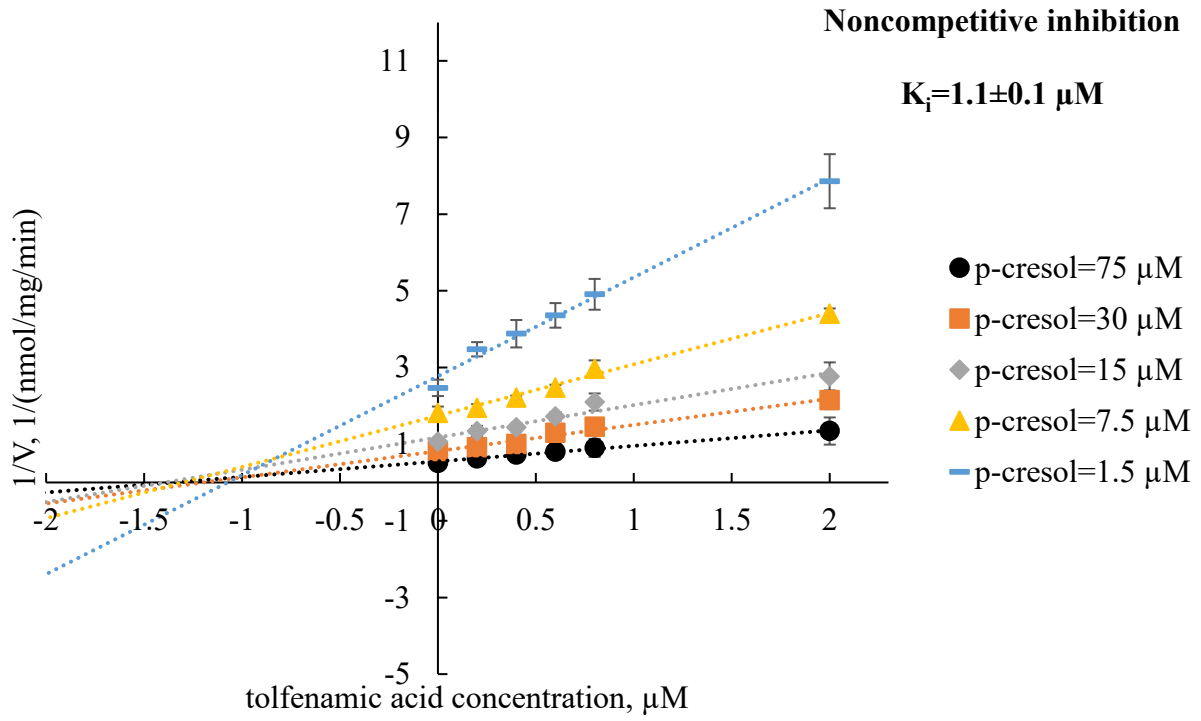 Noncompetitive inhibition
Ki=1.1±0.1 µM
1/V, 1/(nmol/mg/min)
11
9
7
5
3
1
-1
-3
-5
-2
-1.5
-1
-0.5
0
0.5
1
1.5
2
tolfenamic acid concentration, µM
p-cresol=75 µM
p-cresol=30 µM
p-cresol=15 µM
p-cresol=7.5 µM
p-cresol=1.5 µM